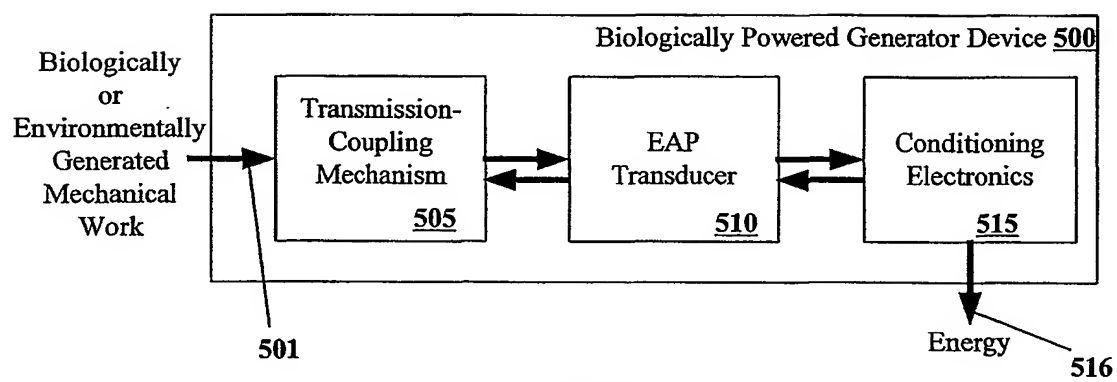 Biologically Powered Generator Device 500
Biologically
or
Environmentally
Generated
Mechanical
Work
Transmission-
Coupling
Mechanism
505
EAP
Transducer
510
Conditioning
Electronics
515
501
Energy
516